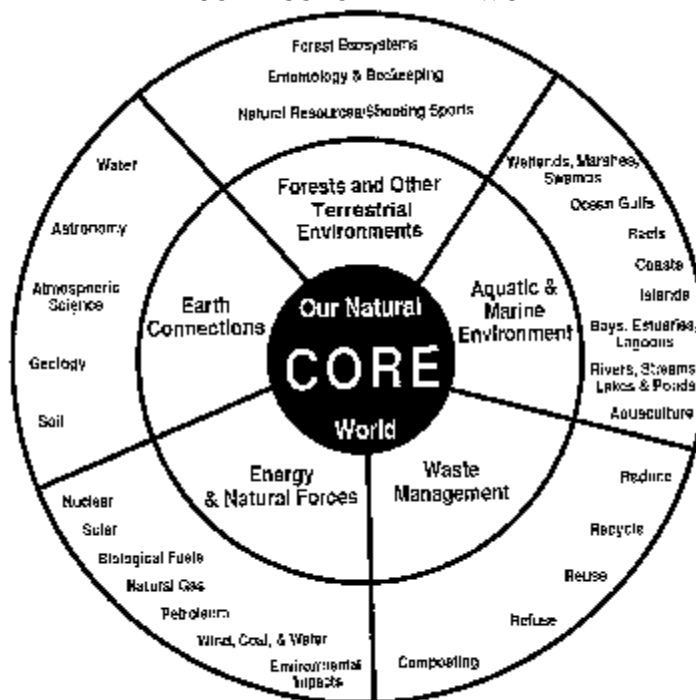 Forest Ecosystems
Entomology & Beekeeping
Natural Resources/Shooting Sports
Forests and Other
Terrestrial
Environments
Wetlands, Marshes,
Swamps
Ocean Gulfs
Reefs
Coasts
Islands
Bays, Estuaries,
Lagoons
Rivers, Streams
Lakes & Ponds
Aquaculture
Aquatic &
Marine
Environment
Water
Astronomy
Atmospheric
Science
Geology
Soil
Earth
Connections
Our Natural
CORE
World
Energy
& Natural Forces
Nuclear
Solar
Biological Fuels
Natural Gas
Petroleum
Wind, Coal, & Water
Environmental
Impacts
Waste
Management
Reduce
Recycle
Reuse
Refuse
Composting